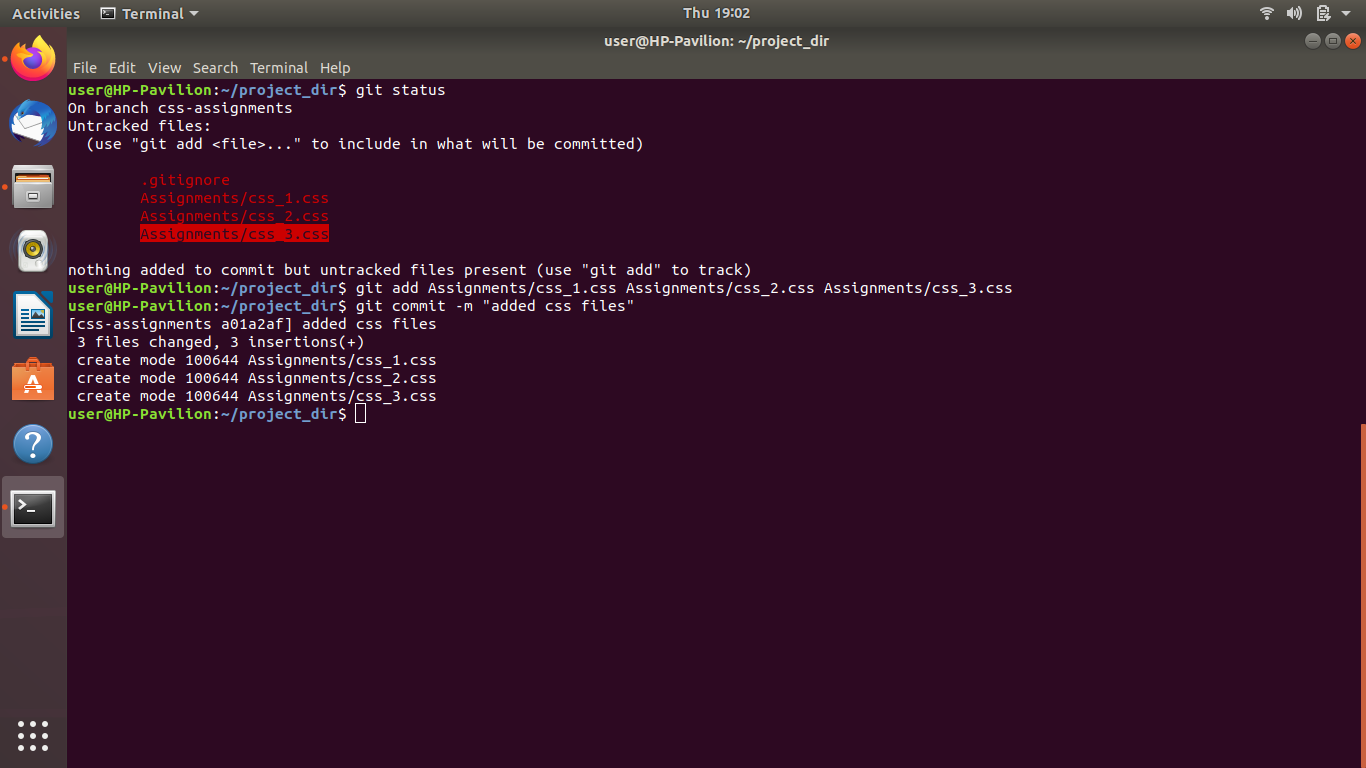 Activities Terminal Thu 19:02
user@HP-Pavilion: ~/project_dir
File Edit View Search Terminal Help
user@HP-Pavilion:~/project_dir$ git status
On branch css-assignments
Untracked files:
  (use "git add <file>..." to include in what will be committed)
        .gitignore
        Assignments/css_1.css
        Assignments/css_2.css
        Assignments/css_3.css
nothing added to commit but untracked files present (use "git add" to track)
user@HP-Pavilion:~/project_dir$ git add Assignments/css_1.css Assignments/css_2.css Assignments/css_3.css
user@HP-Pavilion:~/project_dir$ git commit -m "added css files"
[css-assignments a01a2af] added css files
 3 files changed, 3 insertions(+)
 create mode 100644 Assignments/css_1.css
 create mode 100644 Assignments/css_2.css
 create mode 100644 Assignments/css_3.css
user@HP-Pavilion:~/project_dir$